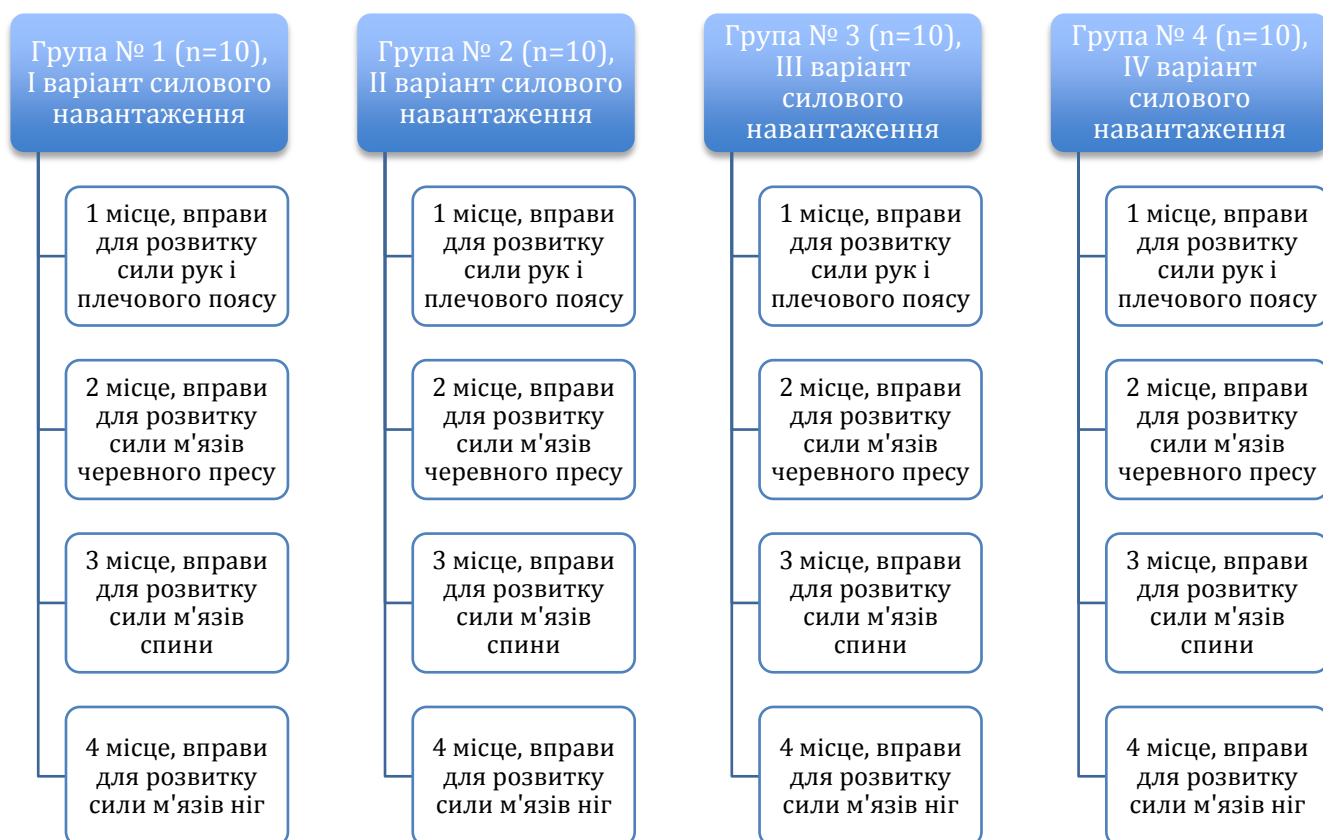 Група № 1 (n=10),
І варіант силового
навантаження
1 місце, вправи
для розвитку
сили рук і
плечового поясу
2 місце, вправи
для розвитку
сили м'язів
черевного пресу
3 місце, вправи
для розвитку
сили м'язів
спини
4 місце, вправи
для розвитку
сили м'язів ніг
Група № 2 (n=10),
ІІ варіант силового
навантаження
1 місце, вправи
для розвитку
сили рук і
плечового поясу
2 місце, вправи
для розвитку
сили м'язів
черевного пресу
3 місце, вправи
для розвитку
сили м'язів
спини
4 місце, вправи
для розвитку
сили м'язів ніг
Група № 3 (n=10),
ІІІ варіант
силового
навантаження
1 місце, вправи
для розвитку
сили рук і
плечового поясу
2 місце, вправи
для розвитку
сили м'язів
черевного пресу
3 місце, вправи
для розвитку
сили м'язів
спини
4 місце, вправи
для розвитку
сили м'язів ніг
Група № 4 (n=10),
IV варіант
силового
навантаження
1 місце, вправи
для розвитку
сили рук і
плечового поясу
2 місце, вправи
для розвитку
сили м'язів
черевного пресу
3 місце, вправи
для розвитку
сили м'язів
спини
4 місце, вправи
для розвитку
сили м'язів ніг